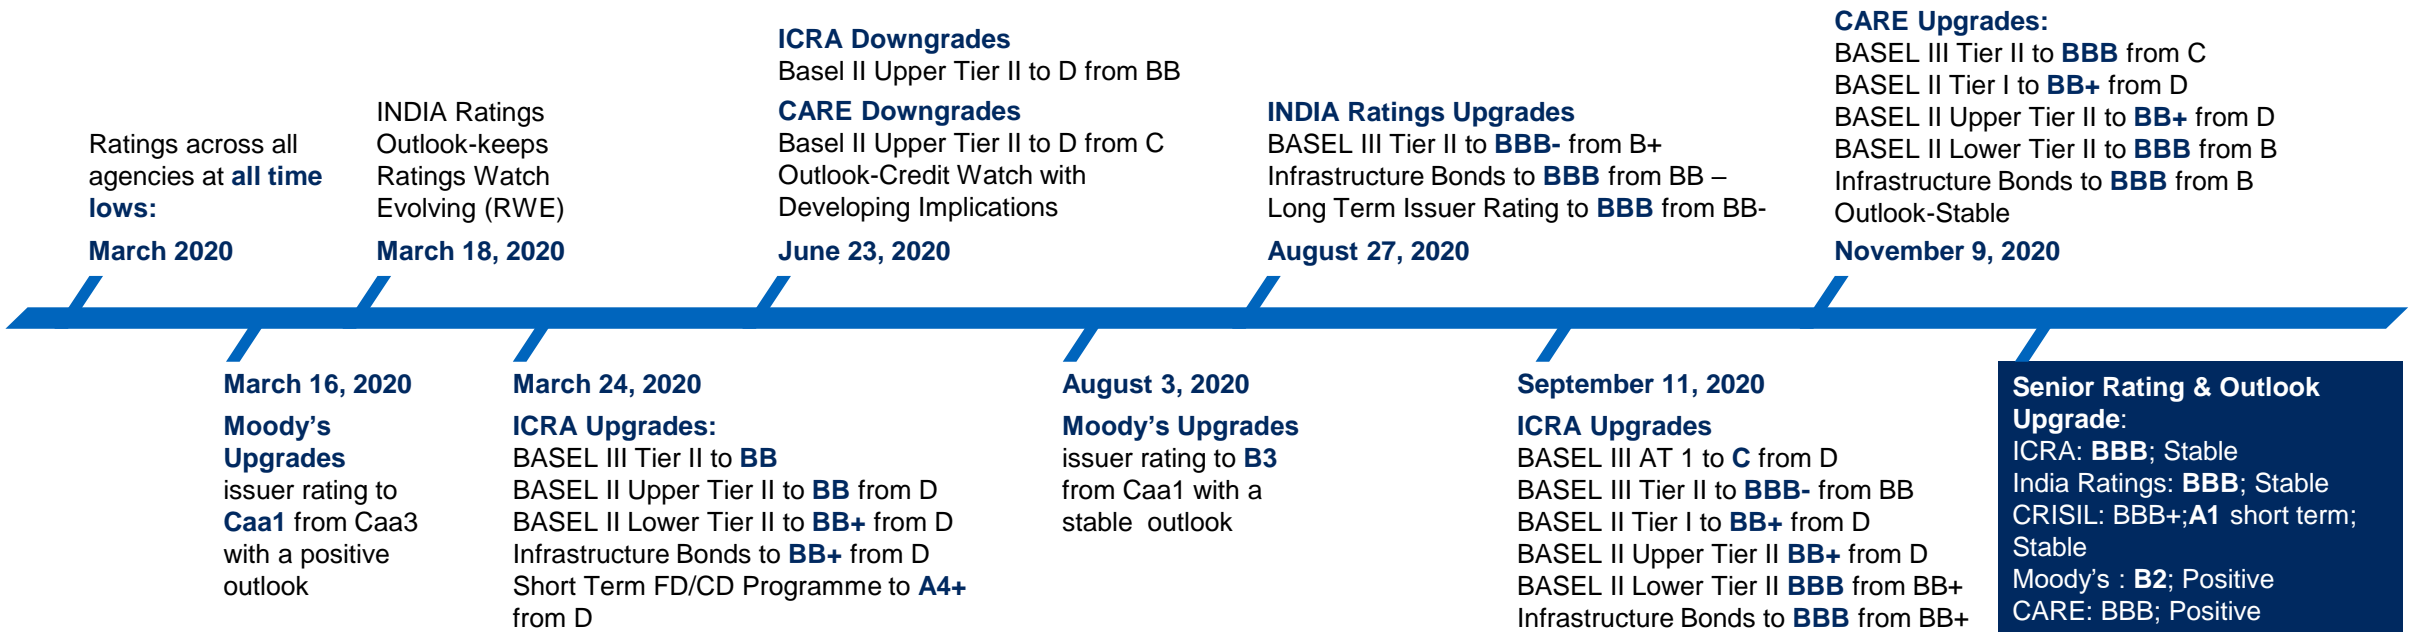 Ratings across all
agencies at all time
lows:
March 2020
INDIA Ratings
Outlook-keeps
Ratings Watch
Evolving (RWE)
March 18, 2020
ICRA Downgrades
Basel II Upper Tier II to D from BB
CARE Downgrades
Basel II Upper Tier II to D from C
Outlook-Credit Watch with
Developing Implications
June 23, 2020
INDIA Ratings Upgrades
BASEL III Tier II to BBB- from B+
Infrastructure Bonds to BBB from BB –
Long Term Issuer Rating to BBB from BB-
August 27, 2020
CARE Upgrades:
BASEL III Tier II to BBB from C
BASEL II Tier I to BB+ from D
BASEL II Upper Tier II to BB+ from D
BASEL II Lower Tier II to BBB from B
Infrastructure Bonds to BBB from B
Outlook-Stable
November 9, 2020
March 16, 2020
Moody’s
Upgrades
issuer rating to
Caa1 from Caa3
with a positive
outlook
March 24, 2020
ICRA Upgrades:
BASEL III Tier II to BB
BASEL II Upper Tier II to BB from D
BASEL II Lower Tier II to BB+ from D
Infrastructure Bonds to BB+ from D
Short Term FD/CD Programme to A4+
from D
August 3, 2020
Moody’s Upgrades
issuer rating to B3
from Caa1 with a
stable outlook
September 11, 2020
ICRA Upgrades
BASEL III AT 1 to C from D
BASEL III Tier II to BBB- from BB
BASEL II Tier I to BB+ from D
BASEL II Upper Tier II BB+ from D
BASEL II Lower Tier II BBB from BB+
Infrastructure Bonds to BBB from BB+
Senior Rating & Outlook
Upgrade:
ICRA: BBB; Stable
India Ratings: BBB; Stable
CRISIL: BBB+;A1 short term;
Stable
Moody’s : B2; Positive
CARE: BBB; Positive